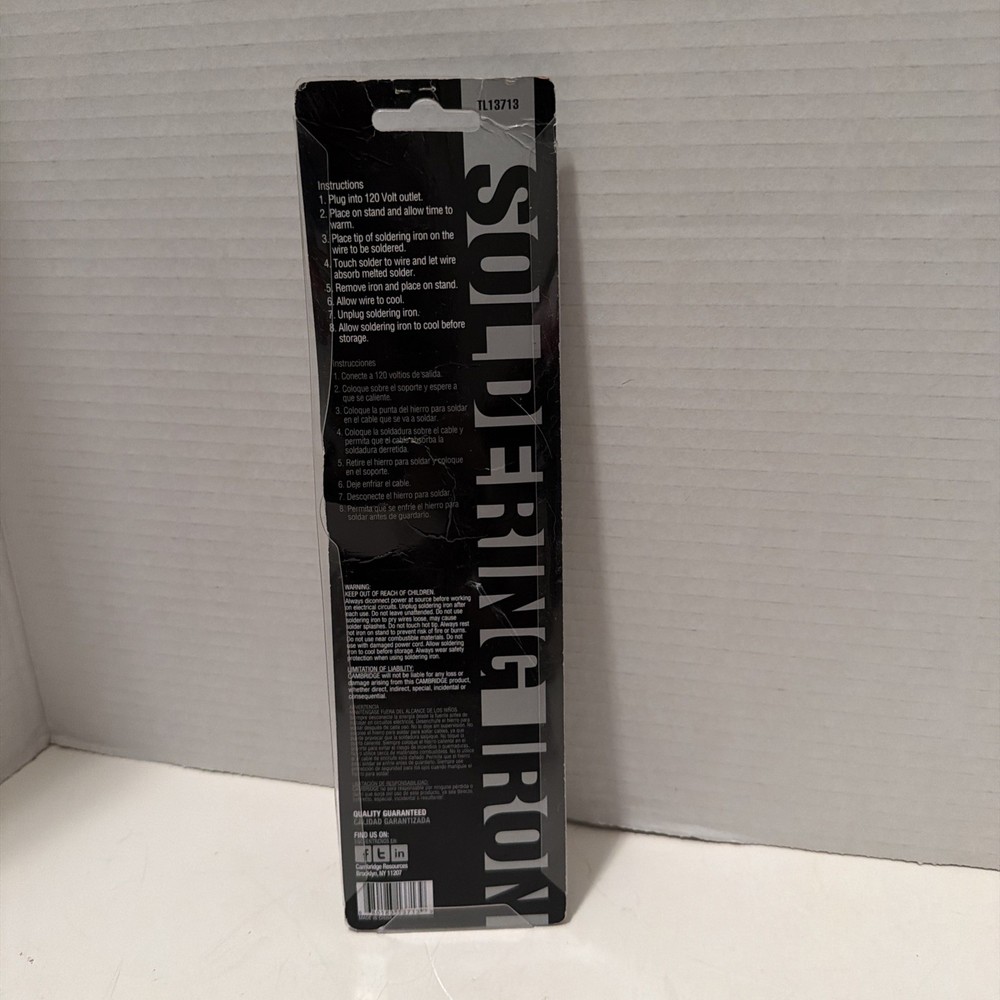 TL13713
SOLDERING IRON
Instructions
1. Plug into 120 Volt outlet.
2. Place on stand and allow time to
warm.
3. Place tip of soldering iron on the
wire to be soldered.
4. Touch solder to wire and let wire
absorb melted solder.
5. Remove iron and place on stand.
6. Allow wire to cool.
7. Unplug soldering iron.
8. Allow soldering iron to cool before
storage.
Instrucciones
1. Conecte a 120 voltios de salida.
2. Coloque sobre el soporte y espere a
que se caliente.
3. Coloque la punta del hierro para soldar
en el cable que se va a soldar.
4. Coloque la soldadura sobre el cable y
permita que el cable absorba la
soldadura derretida.
5. Retire el hierro para soldar y coloque
en el soporte.
6. Deje enfriar el cable.
7. Desconecte el hierro para soldar.
8. Permita que se enfrie el hierro para
soldar antes de guardarlo.
WARNING:
KEEP OUT OF REACH OF CHILDREN.
Always diconnect power at source before working
on electrical circuits. Unplug soldering iron after
each use. Do not leave unattended. Do not use
soldering iron to pry wires loose, may cause
solder splashes. Do not touch hot tip. Always rest
hot iron on stand to prevent risk of fire or burns.
Do not use near combustible materials. Do not
use with damaged power cord. Allow soldering
iron to cool before storage. Always wear safety
protection when using soldering iron.
LIMITATION OF LIABILITY:
CAMBRIDGE will not be liable for any loss or
damage arising from this CAMBRIDGE product,
whether direct, indirect, special, incidental or
consequential.
ADVERTENCIA
MANTÉNGASE FUERA DEL ALCANCE DE LOS NIÑOS
QUALITY GUARANTEED
CALIDAD GARANTIZADA
FIND US ON:
f t in
Cambridge Resources
Brooklyn, NY 11207